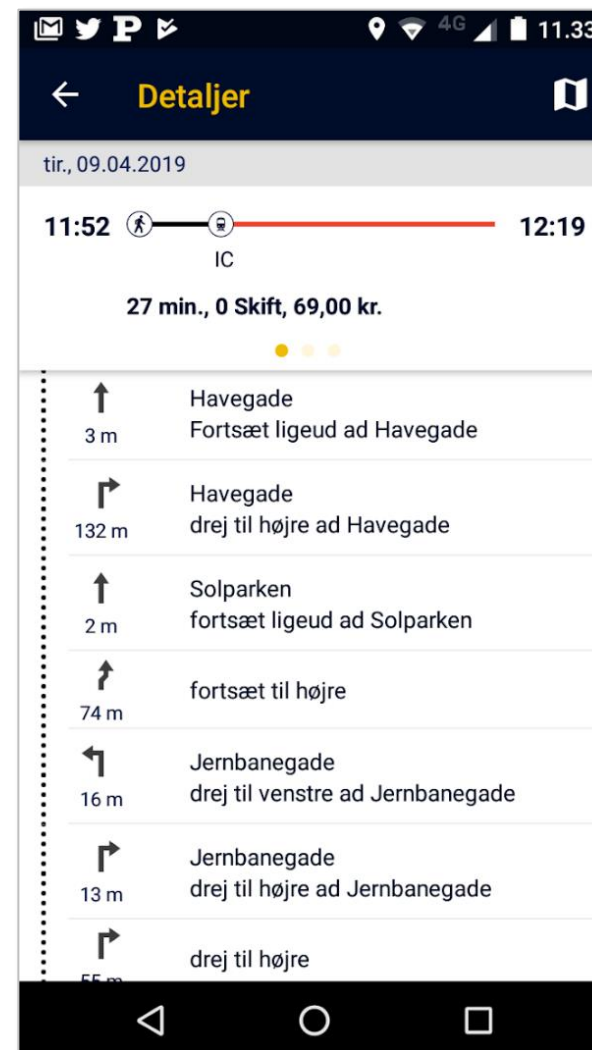 4G 11.33
Detaljer
tir., 09.04.2019
11:52 12:19
IC
27 min., 0 Skift, 69,00 kr.
Havegade
3 m Fortsæt ligeud ad Havegade
Havegade
132 m drej til højre ad Havegade
Solparken
2 m fortsæt ligeud ad Solparken
fortsæt til højre
74 m
Jernbanegade
16 m drej til venstre ad Jernbanegade
Jernbanegade
13 m drej til højre ad Jernbanegade
drej til højre
55 m